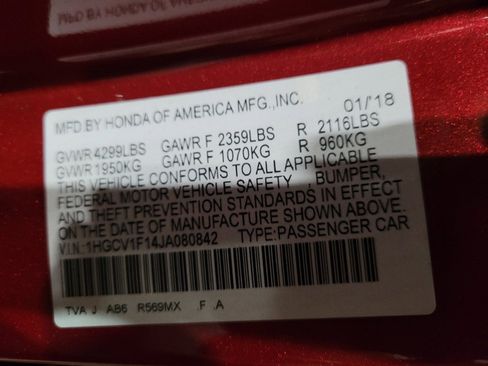 MFD.BY HONDA OF AMERICA MFG.,INC. 01/'18
GVWR 4299LBS GAWR F 2359LBS R 2116LBS
GVWR 1950KG GAWR F 1070KG R 960KG
THIS VEHICLE CONFORMS TO ALL APPLICABLE
FEDERAL MOTOR VEHICLE SAFETY , BUMPER,
AND THEFT PREVENTION STANDARDS IN EFFECT
ON THE DATE OF MANUFACTURE SHOWN ABOVE.
V.I.N.:1HGCV1F14JA080842 TYPE:PASSENGER CAR
TVA J AB6 R569MX .F .A